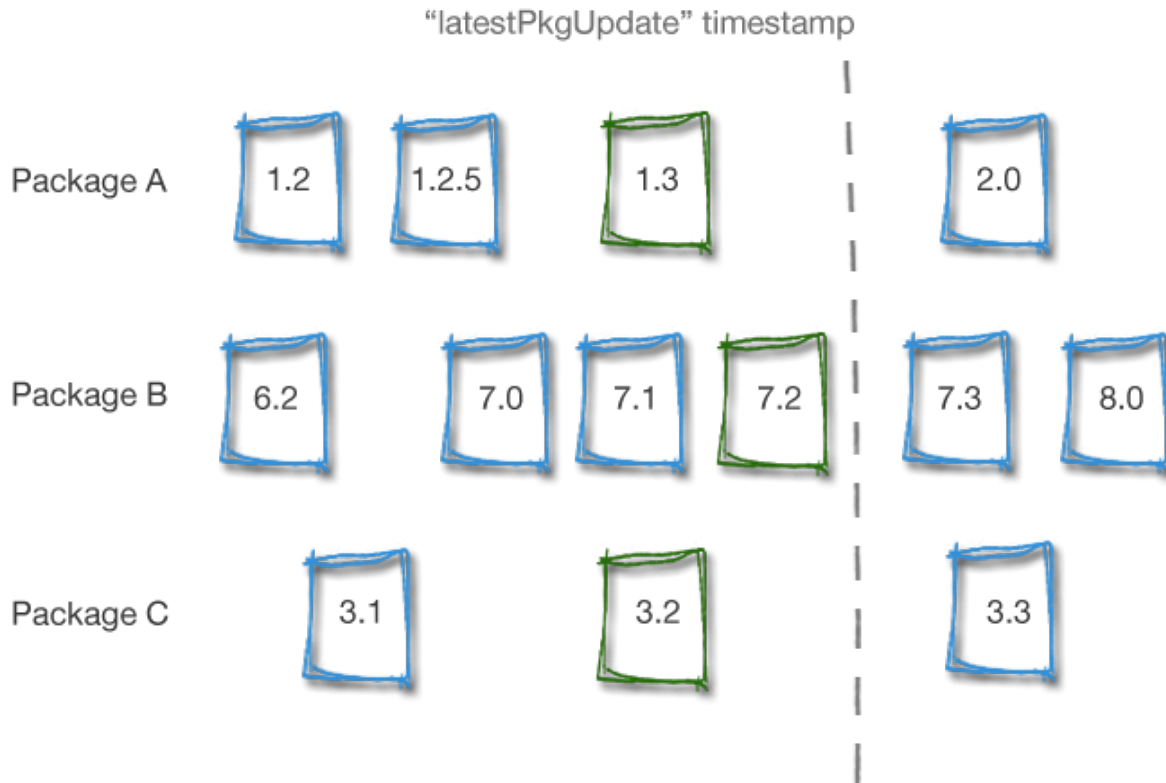 “latestPkgUpdate” timestamp
Package A 1.2 1.2.5 1.3 2.0
Package B 6.2 7.0 7.1 7.2 7.3 8.0
Package C 3.1 3.2 3.3